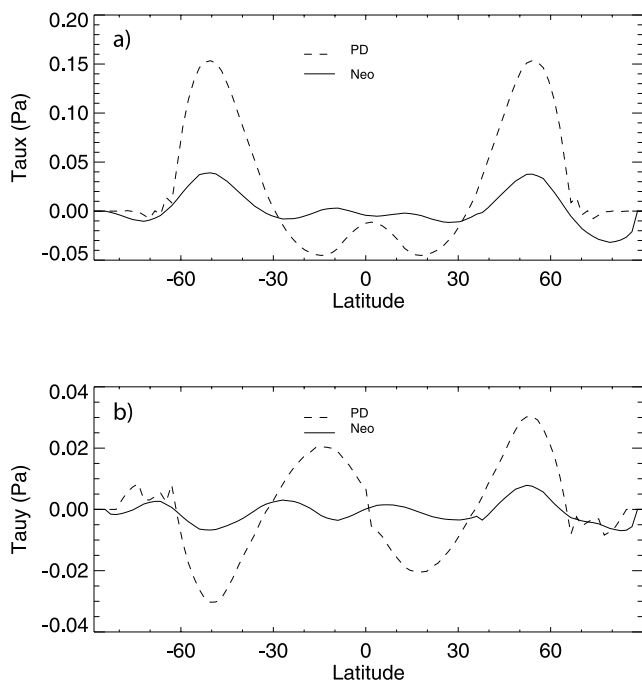 a)
PD
Neo
Taux (Pa)
0.20
0.15
0.10
0.05
0.00
-0.05
-60 -30 0 30 60
Latitude
b)
PD
Neo
Tauy (Pa)
0.04
0.02
0.00
-0.02
-0.04
-60 -30 0 30 60
Latitude